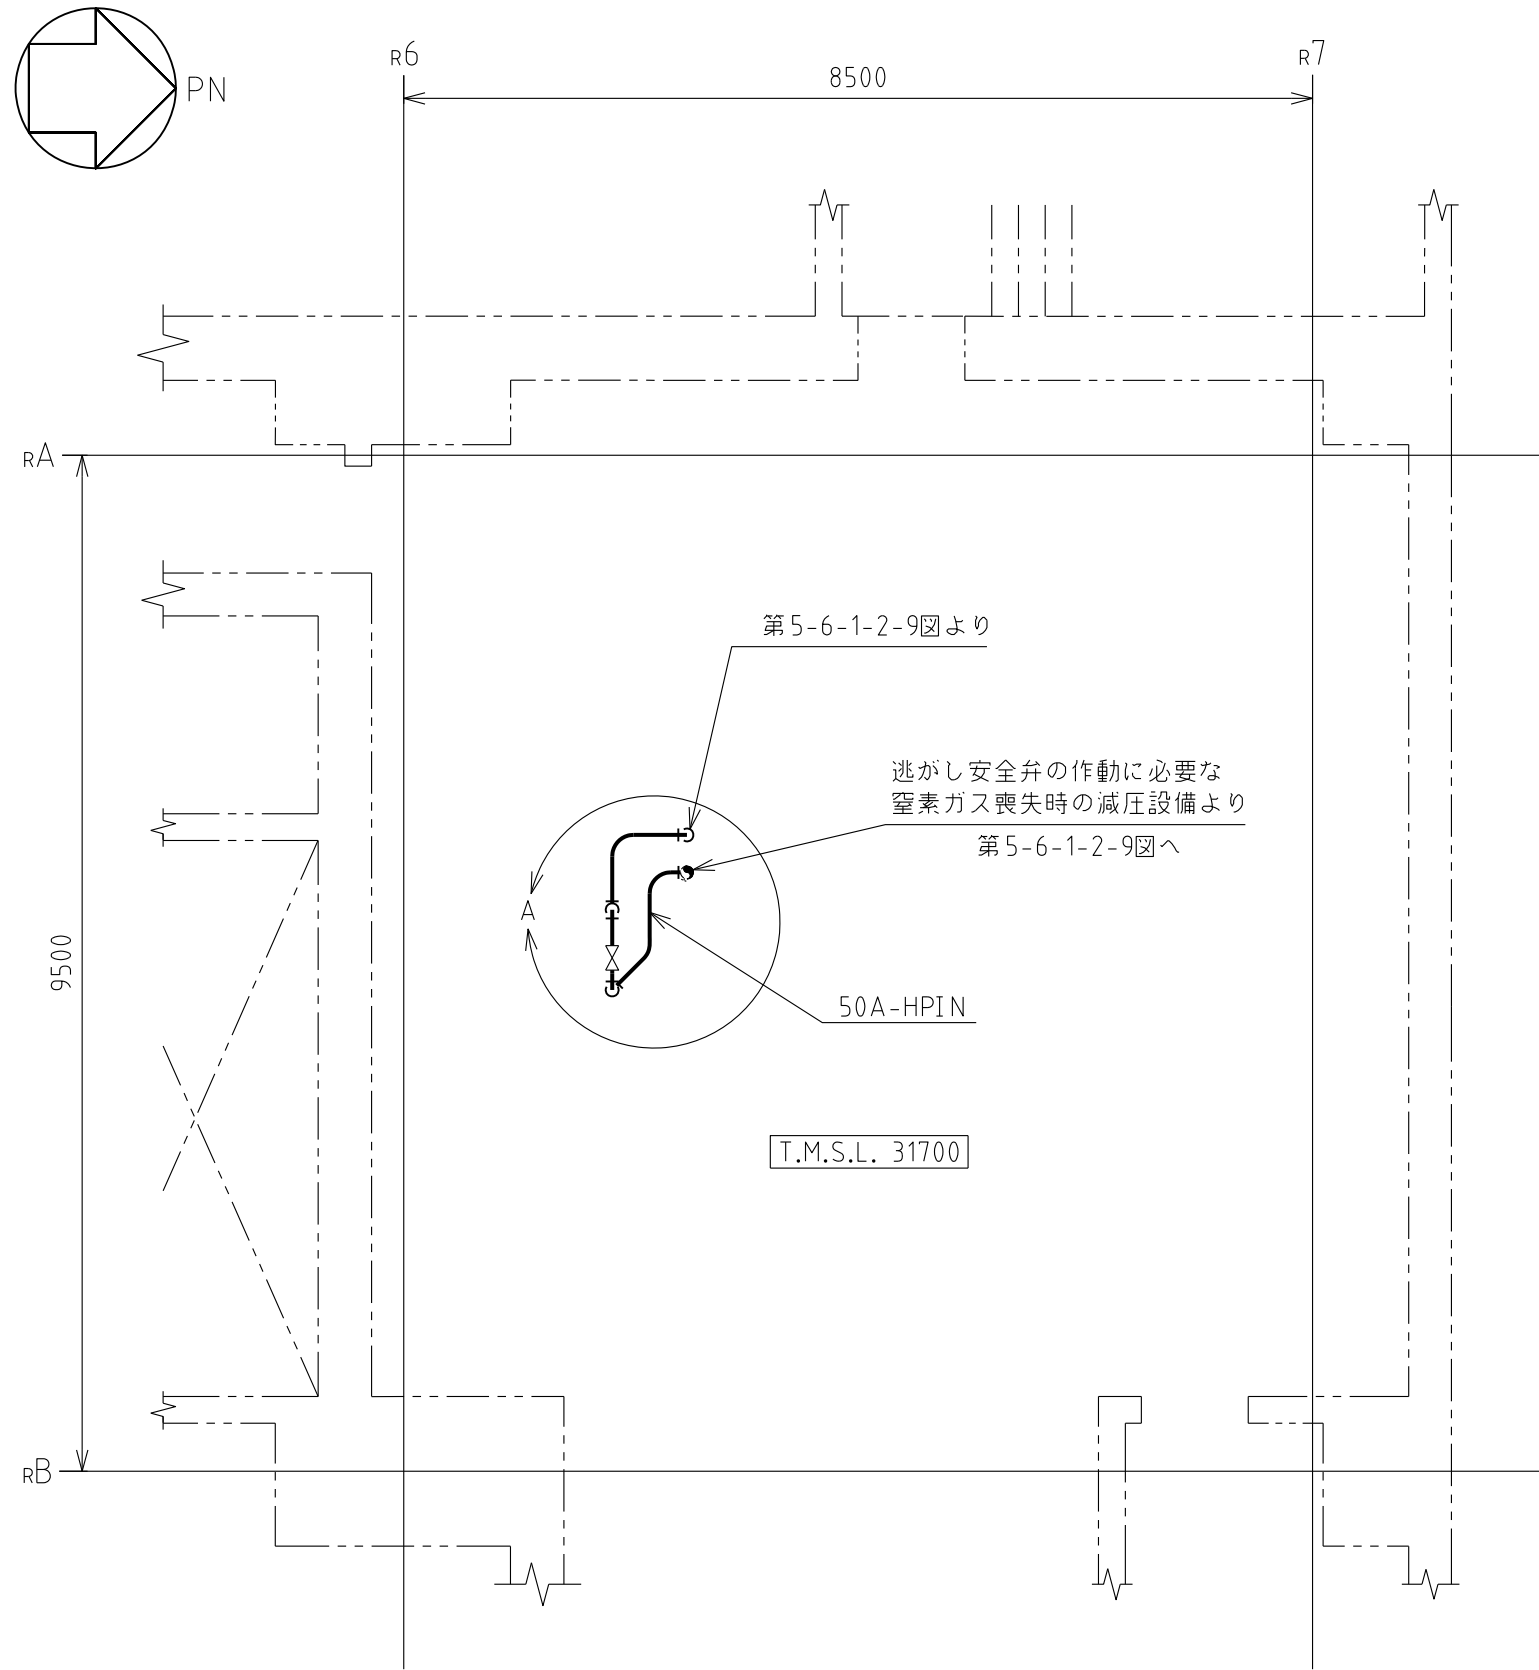 PN
R6
R7
8500
RA
第5-6-1-2-9図より
逃がし安全弁の作動に必要な
窒素ガス喪失時の減圧設備より
第5-6-1-2-9図へ
A
9500
50A-HPIN
T.M.S.L. 31700
RB